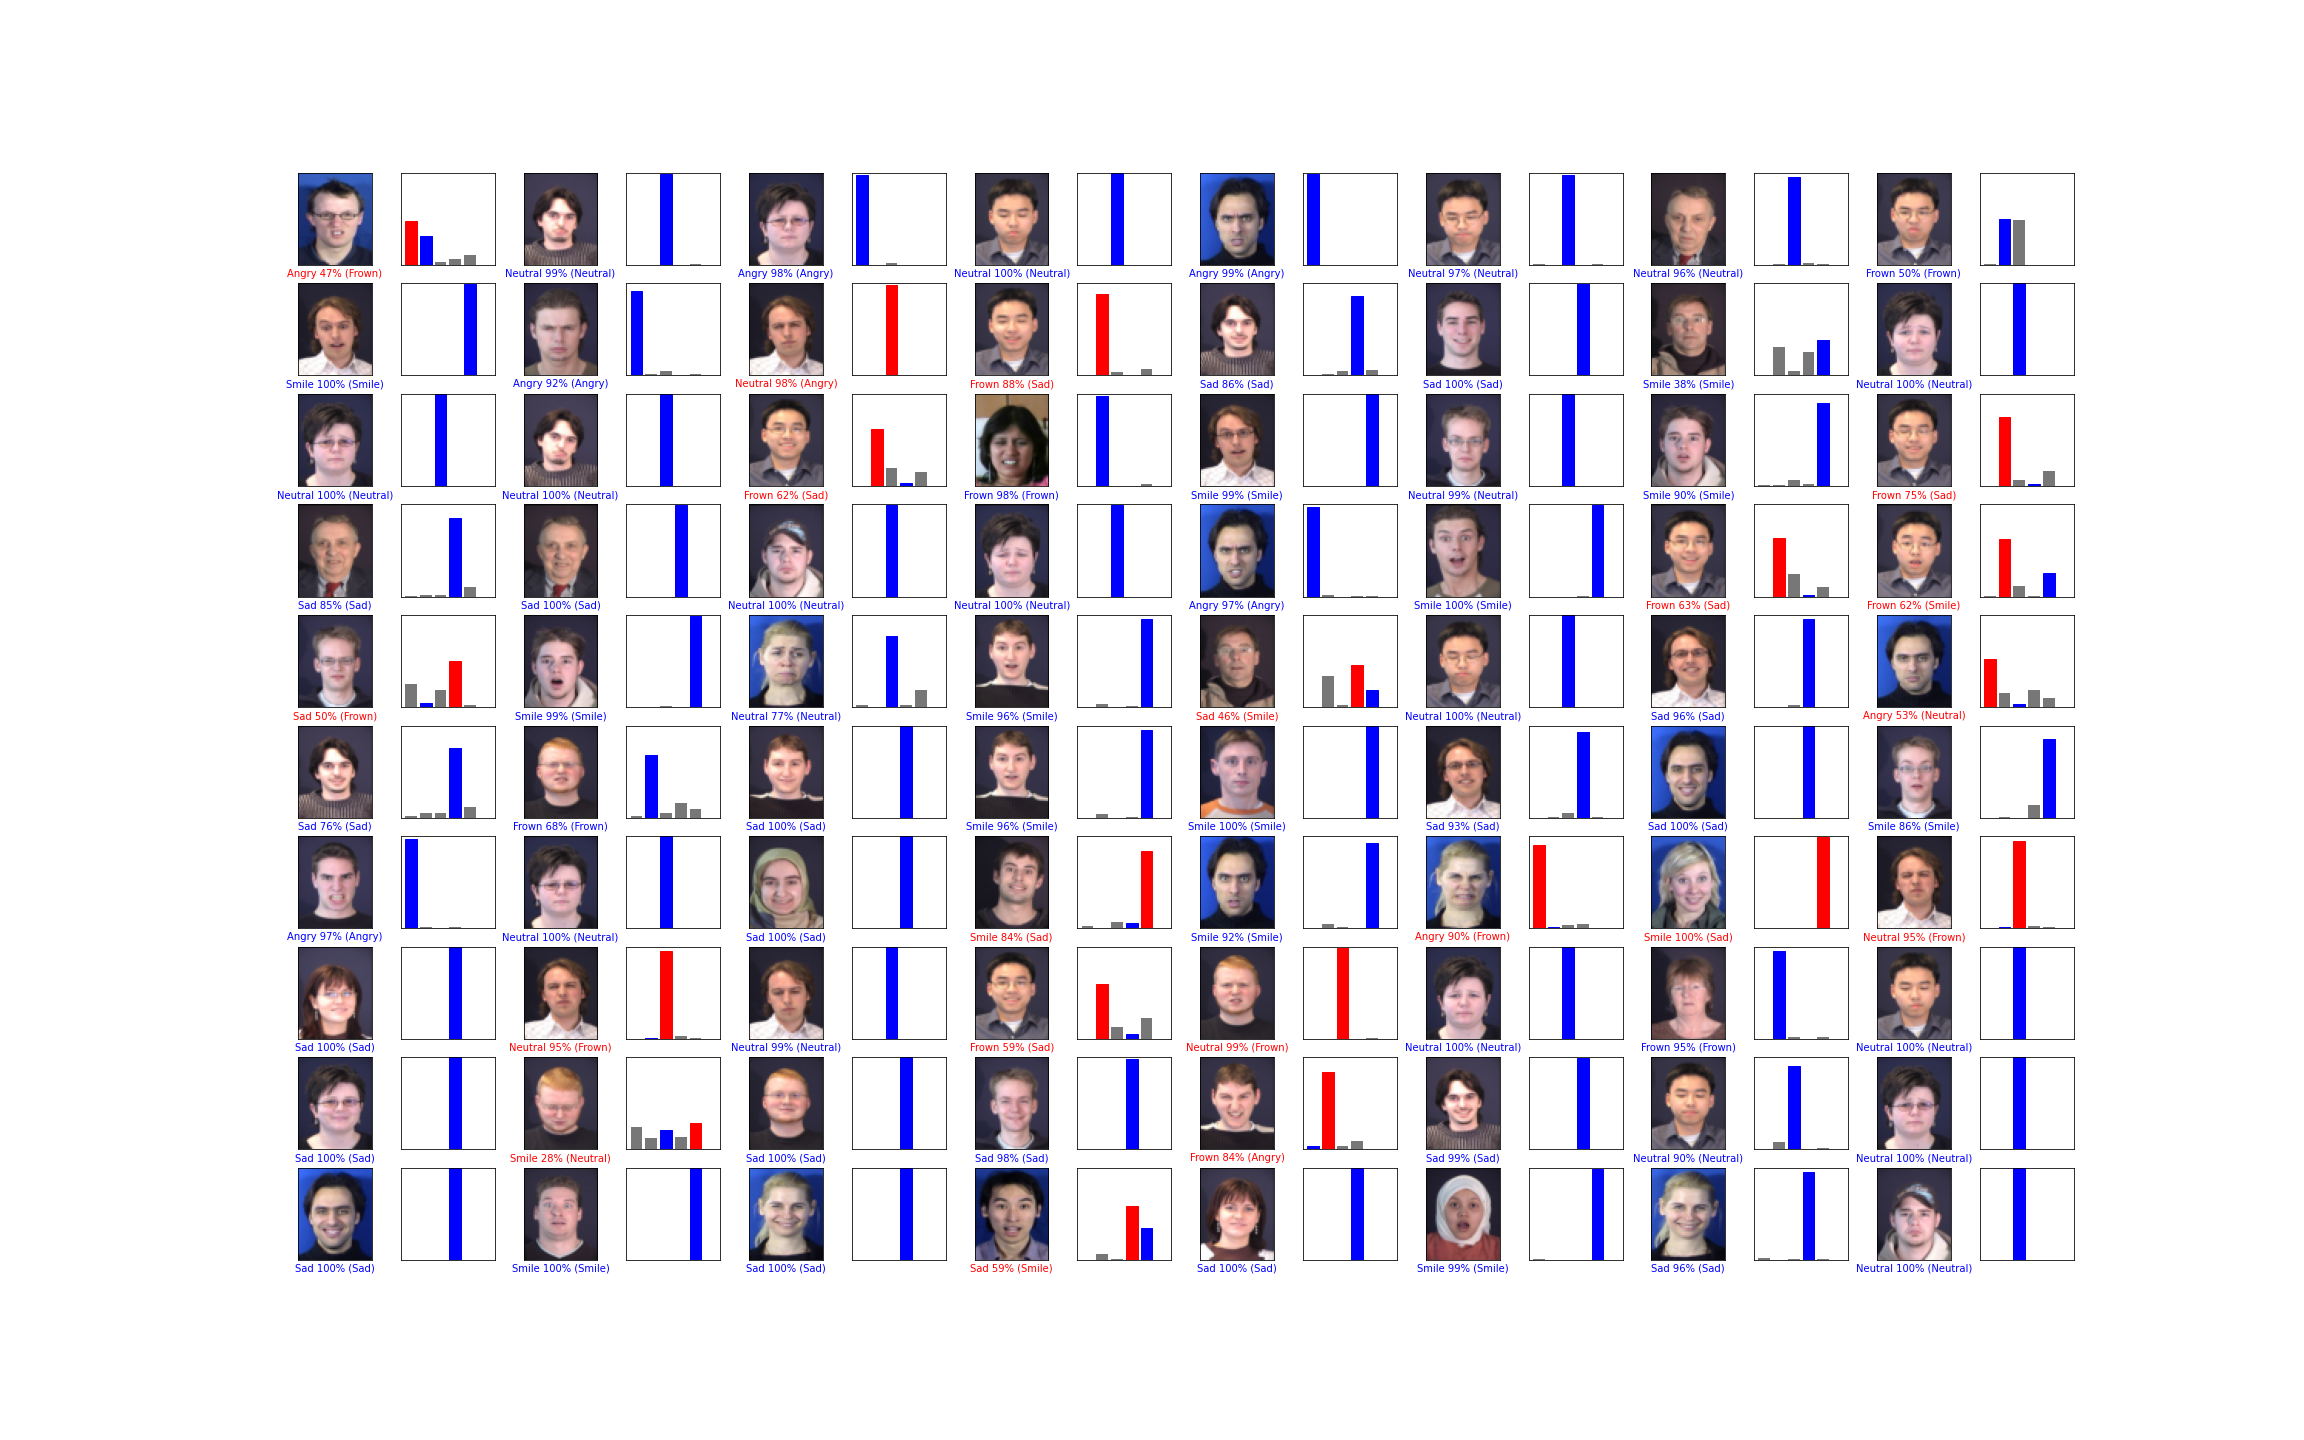 Angry 47% (Frown) Neutral 99% (Neutral) Angry 98% (Angry) Neutral 100% (Neutral) Angry 99% (Angry) Neutral 97% (Neutral) Neutral 96% (Neutral) Frown 50% (Frown)
Smile 100% (Smile) Angry 92% (Angry) Neutral 98% (Angry) Frown 88% (Sad) Sad 86% (Sad) Sad 100% (Sad) Smile 38% (Smile) Neutral 100% (Neutral)
Neutral 100% (Neutral) Neutral 100% (Neutral) Frown 62% (Sad) Frown 98% (Frown) Smile 99% (Smile) Neutral 99% (Neutral) Smile 90% (Smile) Frown 75% (Sad)
Sad 85% (Sad) Sad 100% (Sad) Neutral 100% (Neutral) Neutral 100% (Neutral) Angry 97% (Angry) Smile 100% (Smile) Frown 63% (Sad) Frown 62% (Smile)
Sad 50% (Frown) Smile 99% (Smile) Neutral 77% (Neutral) Smile 96% (Smile) Sad 46% (Smile) Neutral 100% (Neutral) Sad 96% (Sad) Angry 53% (Neutral)
Sad 76% (Sad) Frown 68% (Frown) Sad 100% (Sad) Smile 96% (Smile) Smile 100% (Smile) Sad 93% (Sad) Sad 100% (Sad) Smile 86% (Smile)
Angry 97% (Angry) Neutral 100% (Neutral) Sad 100% (Sad) Smile 84% (Sad) Smile 92% (Smile) Angry 90% (Frown) Smile 100% (Sad) Neutral 95% (Frown)
Sad 100% (Sad) Neutral 95% (Frown) Neutral 99% (Neutral) Frown 59% (Sad) Neutral 99% (Frown) Neutral 100% (Neutral) Frown 95% (Frown) Neutral 100% (Neutral)
Sad 100% (Sad) Smile 28% (Neutral) Sad 100% (Sad) Sad 98% (Sad) Frown 84% (Angry) Sad 99% (Sad) Neutral 90% (Neutral) Neutral 100% (Neutral)
Sad 100% (Sad) Smile 100% (Smile) Sad 100% (Sad) Sad 59% (Smile) Sad 100% (Sad) Smile 99% (Smile) Sad 96% (Sad) Neutral 100% (Neutral)